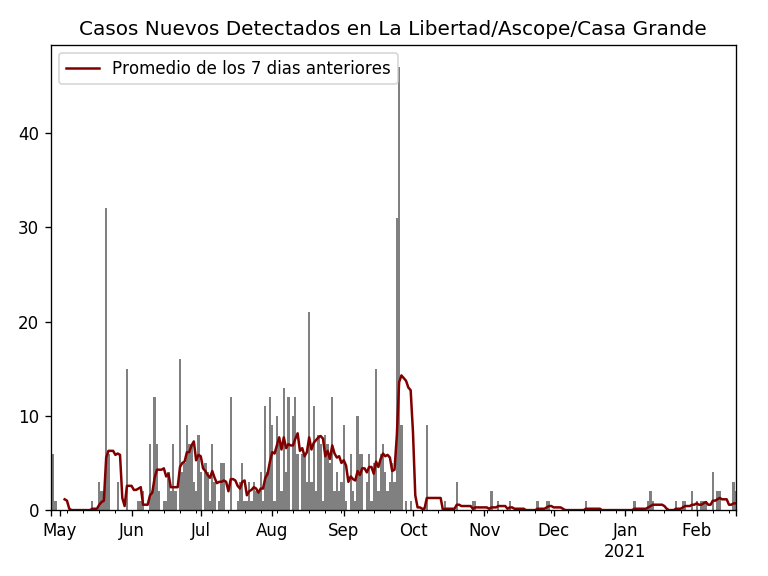 Casos Nuevos Detectados en La Libertad/Ascope/Casa Grande
Promedio de los 7 dias anteriores
40
30
20
10
0
May Jun Jul Aug Sep Oct Nov Dec Jan Feb
2021